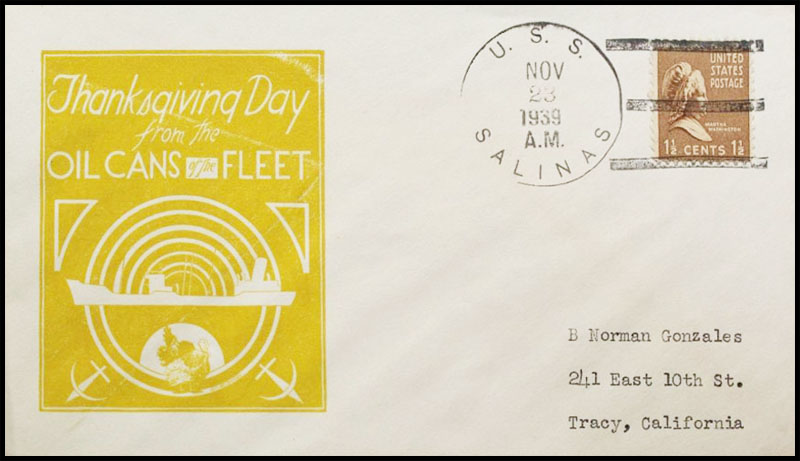 Thanksgiving Day
from the
OIL CANS of the FLEET
U. S. S.
NOV
23
1939
A.M.
SALINAS
UNITED
STATES
POSTAGE
MARTHA
WASHINGTON
1½ CENTS 1½
B Norman Gonzales
241 East 10th St.
Tracy, California